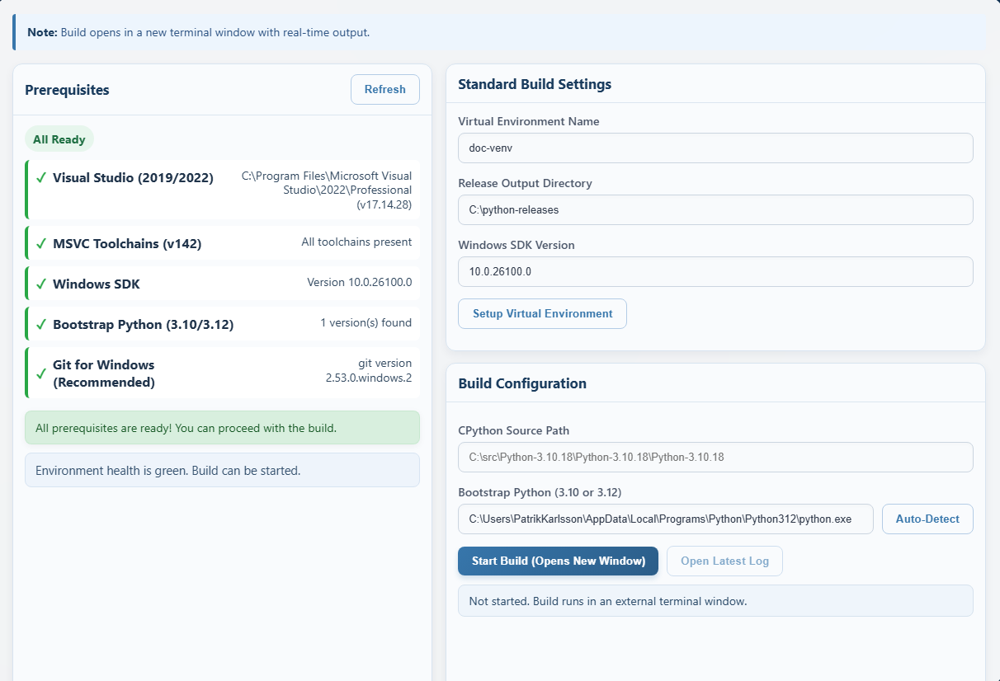 Note: Build opens in a new terminal window with real-time output.
Prerequisites
Refresh
All Ready
✓ Visual Studio (2019/2022)
C:\Program Files\Microsoft Visual
Studio\2022\Professional
(v17.14.28)
✓ MSVC Toolchains (v142)
All toolchains present
✓ Windows SDK
Version 10.0.26100.0
✓ Bootstrap Python (3.10/3.12)
1 version(s) found
✓ Git for Windows
(Recommended)
git version
2.53.0.windows.2
All prerequisites are ready! You can proceed with the build.
Environment health is green. Build can be started.
Standard Build Settings
Virtual Environment Name
doc-venv
Release Output Directory
C:\python-releases
Windows SDK Version
10.0.26100.0
Setup Virtual Environment
Build Configuration
CPython Source Path
C:\src\Python-3.10.18\Python-3.10.18\Python-3.10.18
Bootstrap Python (3.10 or 3.12)
C:\Users\PatrikKarlsson\AppData\Local\Programs\Python\Python312\python.exe
Auto-Detect
Start Build (Opens New Window)
Open Latest Log
Not started. Build runs in an external terminal window.